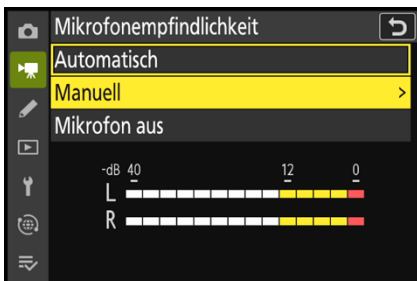 Mikrofonempfindlichkeit
Automatisch
Manuell
Mikrofon aus
-dB 40 12 0
L
R